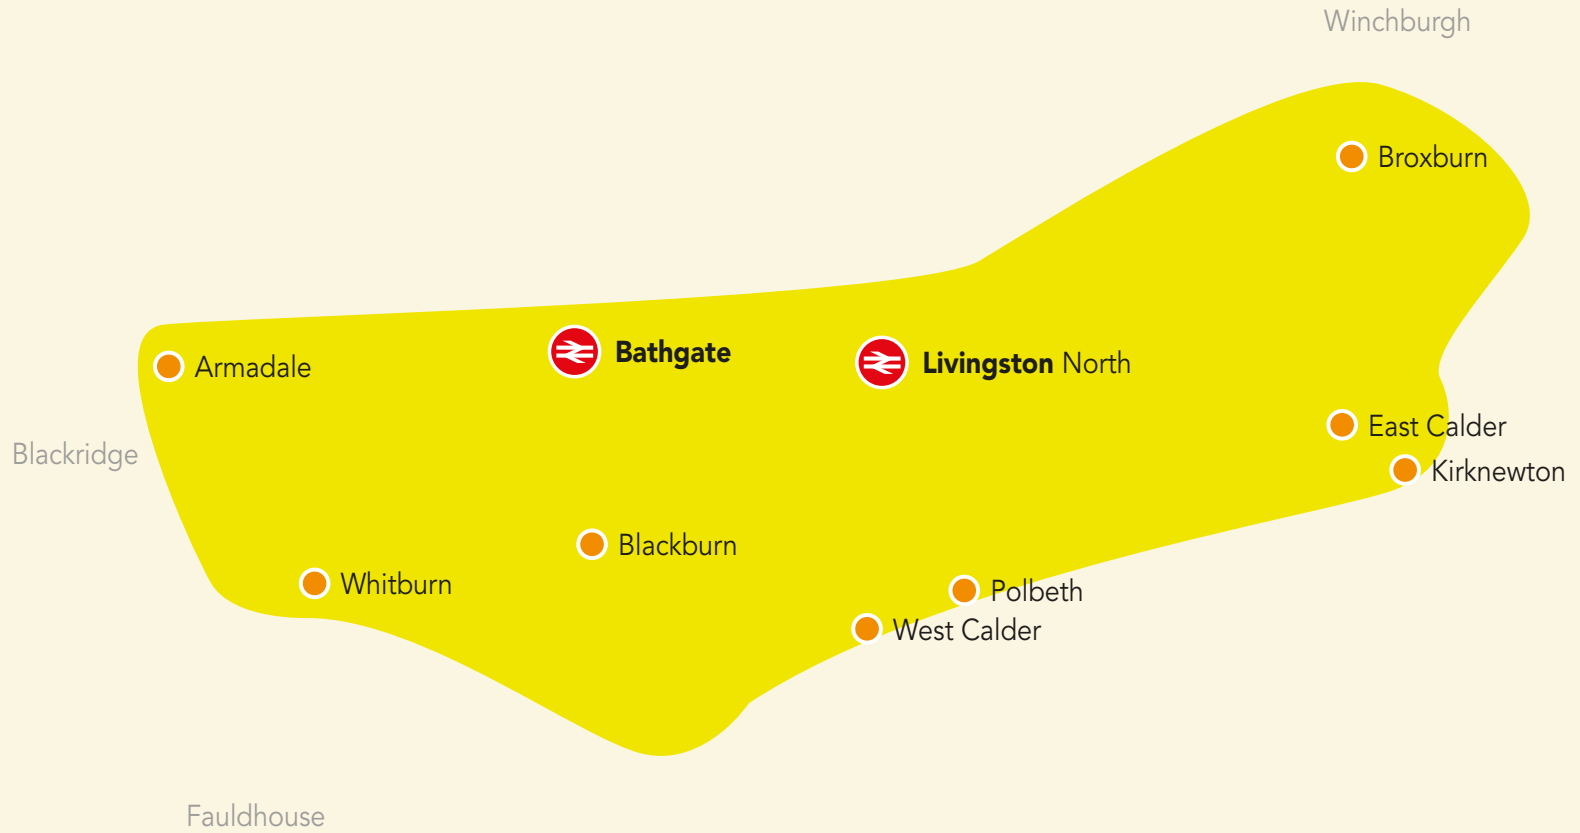 Winchburgh
Broxburn
Bathgate
Livingston North
Armadale
East Calder
Blackridge
Kirknewton
Blackburn
Whitburn
Polbeth
West Calder
Fauldhouse